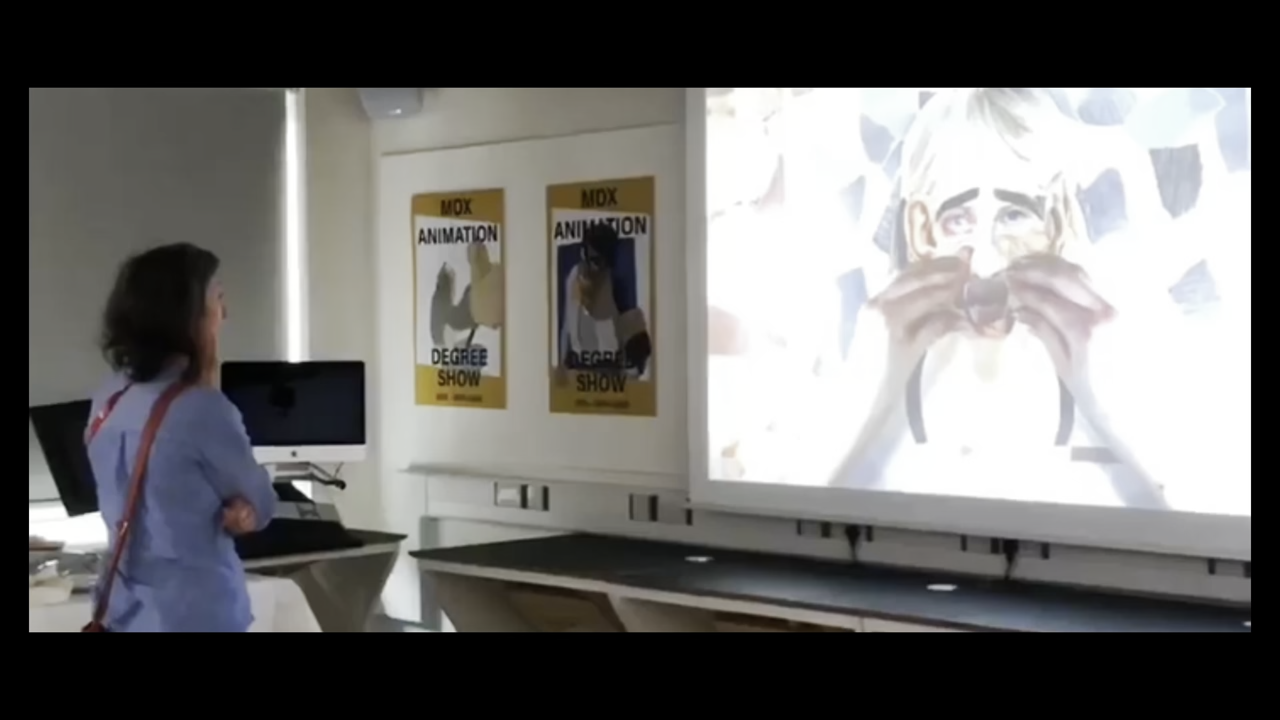 MDX
ANIMATION
DEGREE
SHOW
MDX
ANIMATION
DEGREE
SHOW